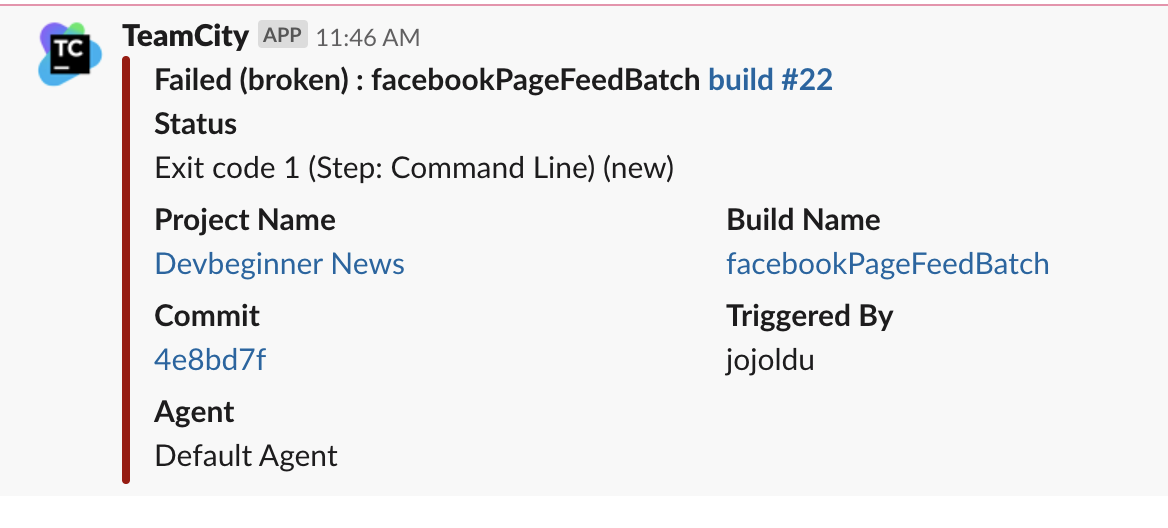 TC
TeamCity APP 11:46 AM
Failed (broken) : facebookPageFeedBatch build #22
Status
Exit code 1 (Step: Command Line) (new)
Project Name
Build Name
Devbeginner News
facebookPageFeedBatch
Commit
Triggered By
4e8bd7f
jojoldu
Agent
Default Agent